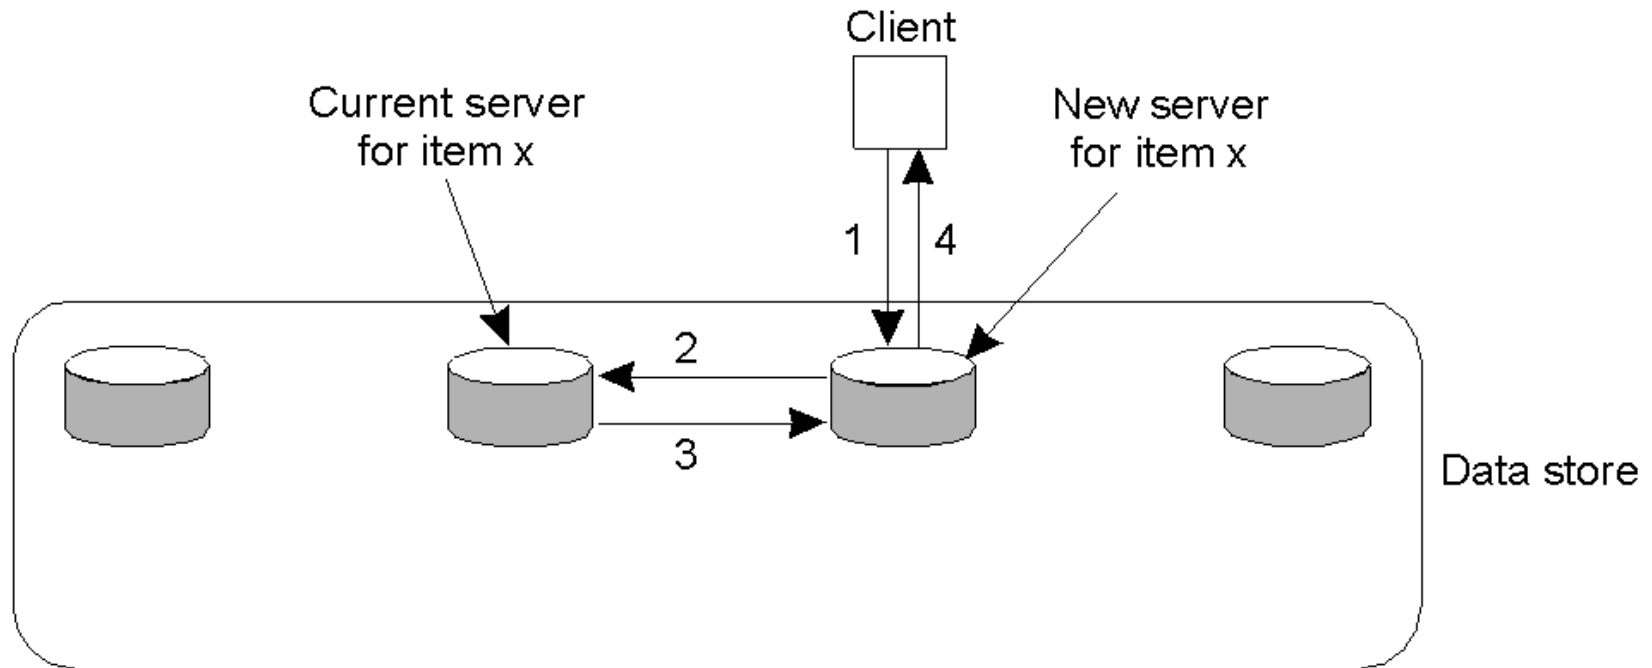 Client
Current server
for item x
New server
for item x
1
4
2
3
Data store